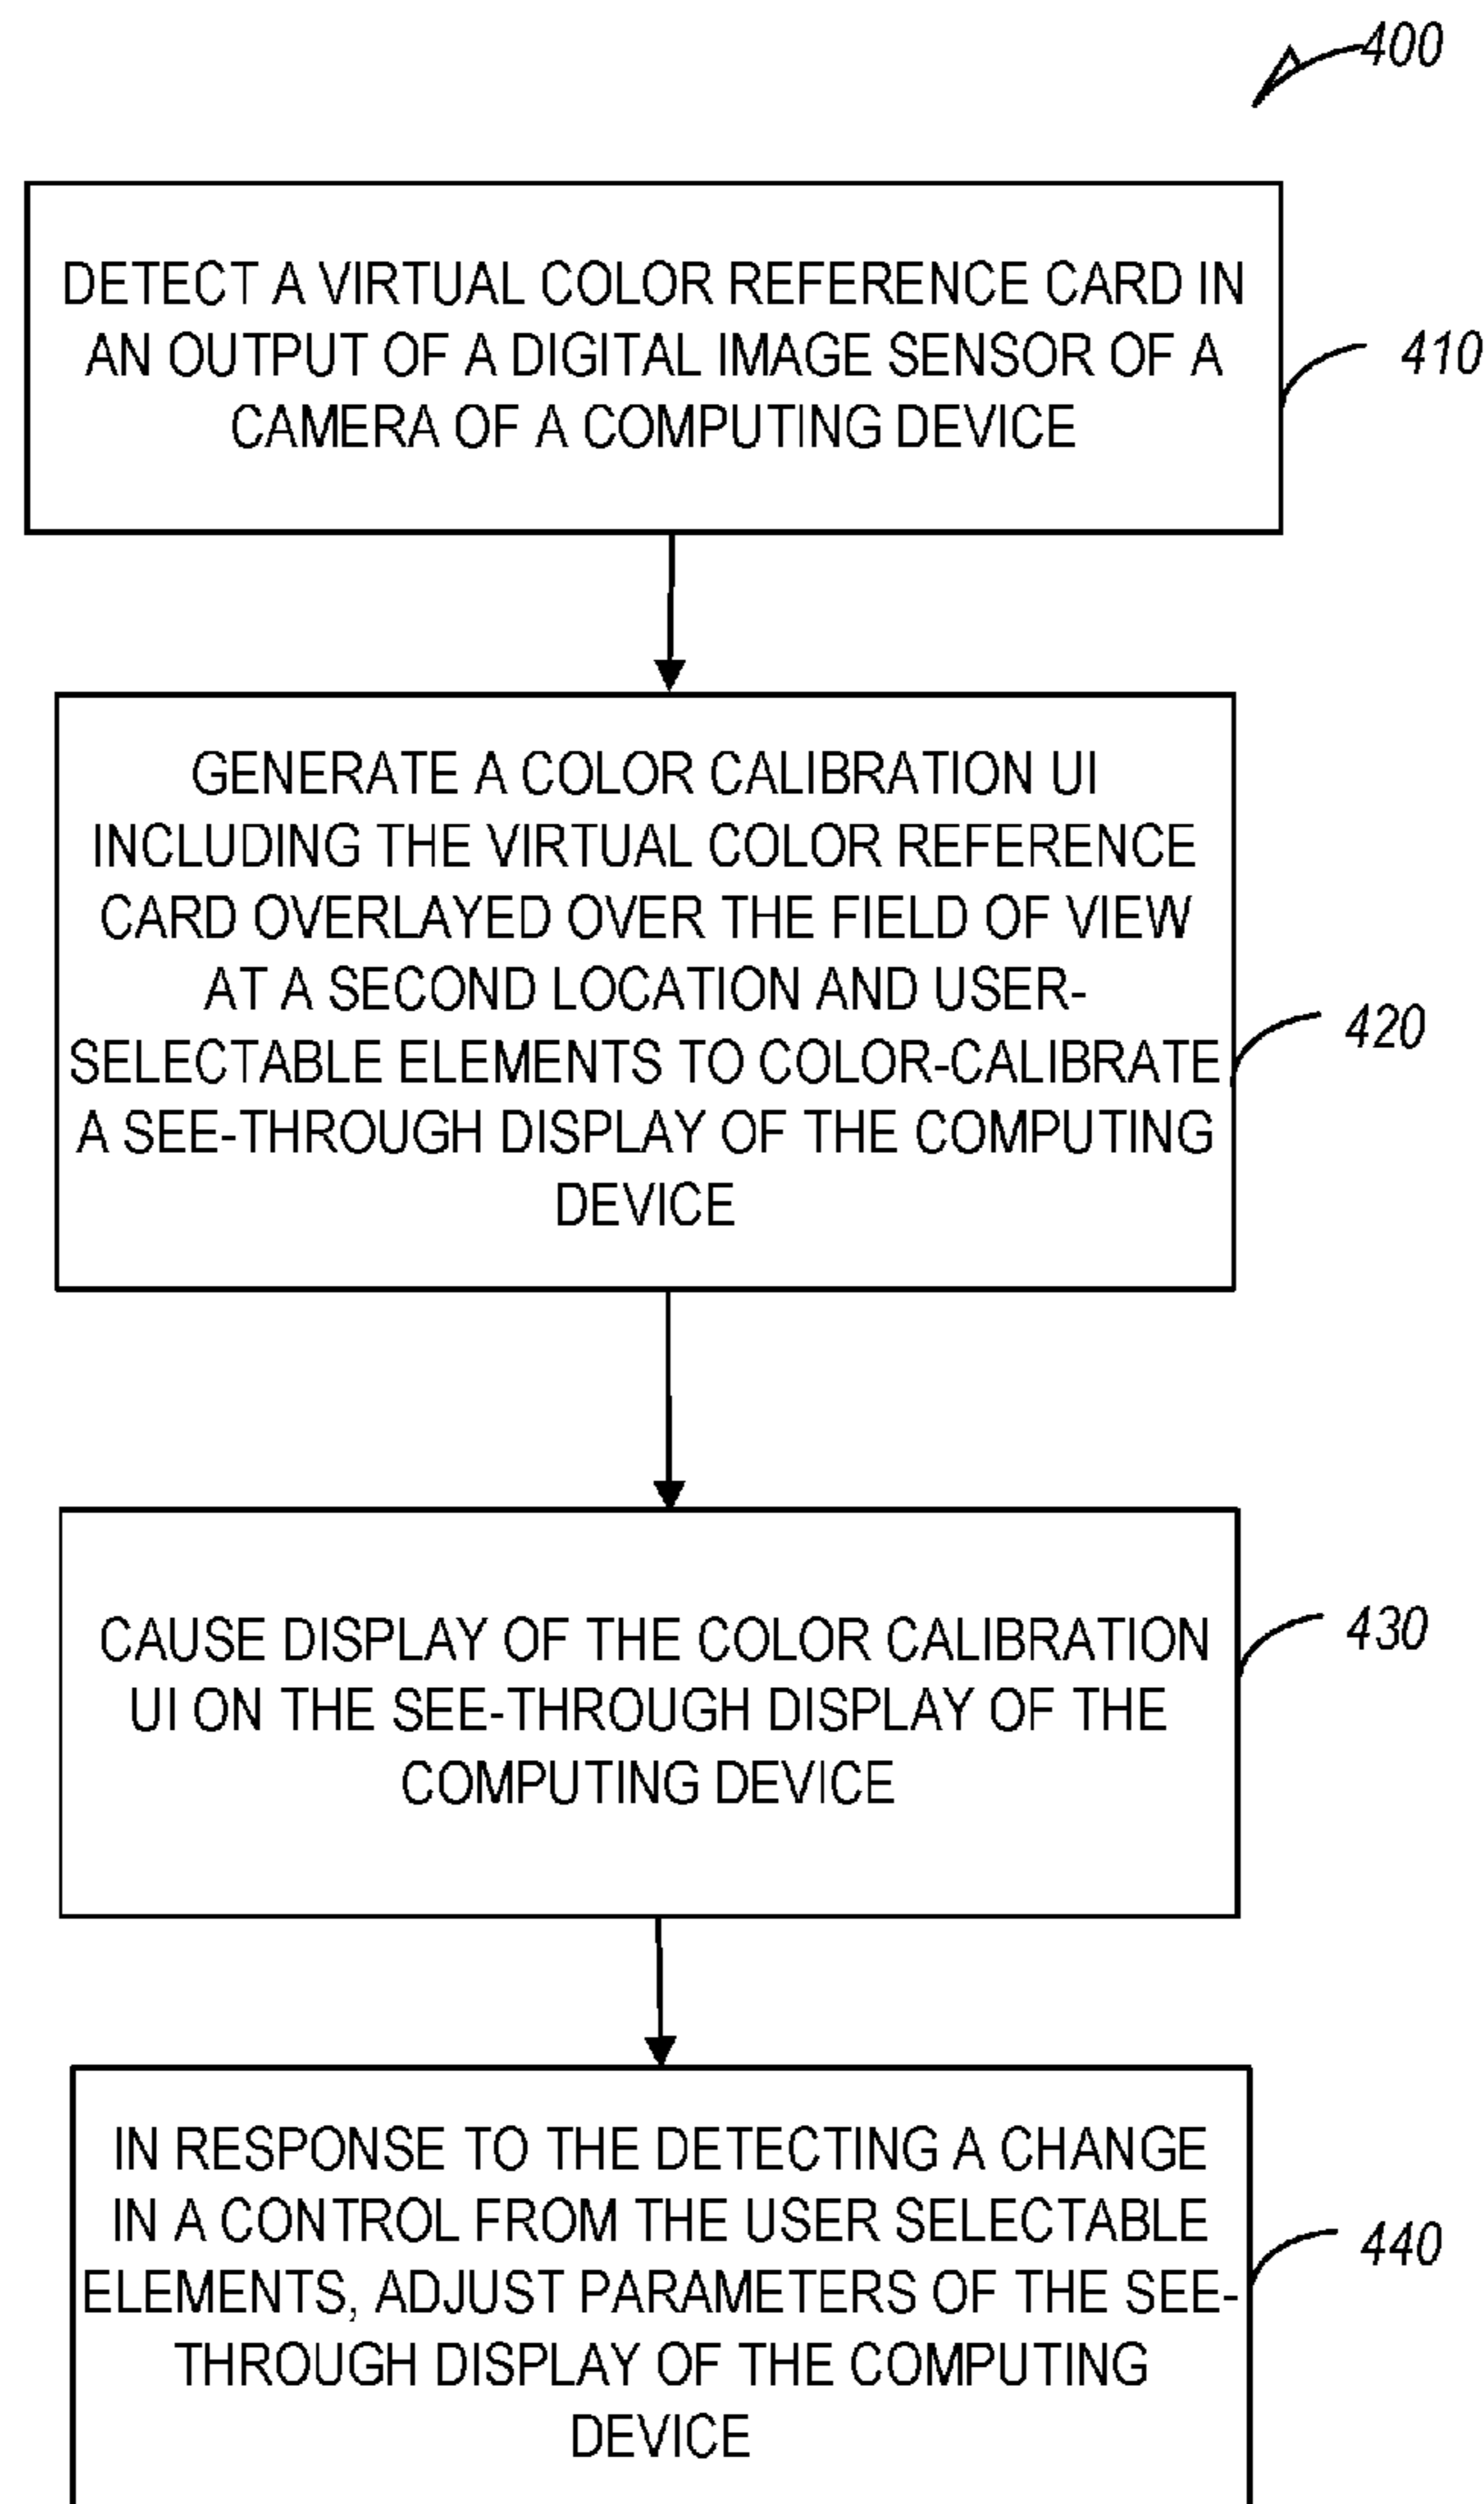 400
DETECT A VIRTUAL COLOR REFERENCE CARD IN
AN OUTPUT OF A DIGITAL IMAGE SENSOR OF A
CAMERA OF A COMPUTING DEVICE
410
GENERATE A COLOR CALIBRATION UI
INCLUDING THE VIRTUAL COLOR REFERENCE
CARD OVERLAYED OVER THE FIELD OF VIEW
AT A SECOND LOCATION AND USER-
SELECTABLE ELEMENTS TO COLOR-CALIBRATE
A SEE-THROUGH DISPLAY OF THE COMPUTING
DEVICE
420
CAUSE DISPLAY OF THE COLOR CALIBRATION
UI ON THE SEE-THROUGH DISPLAY OF THE
COMPUTING DEVICE
430
IN RESPONSE TO THE DETECTING A CHANGE
IN A CONTROL FROM THE USER SELECTABLE
ELEMENTS, ADJUST PARAMETERS OF THE SEE-
THROUGH DISPLAY OF THE COMPUTING
DEVICE
440